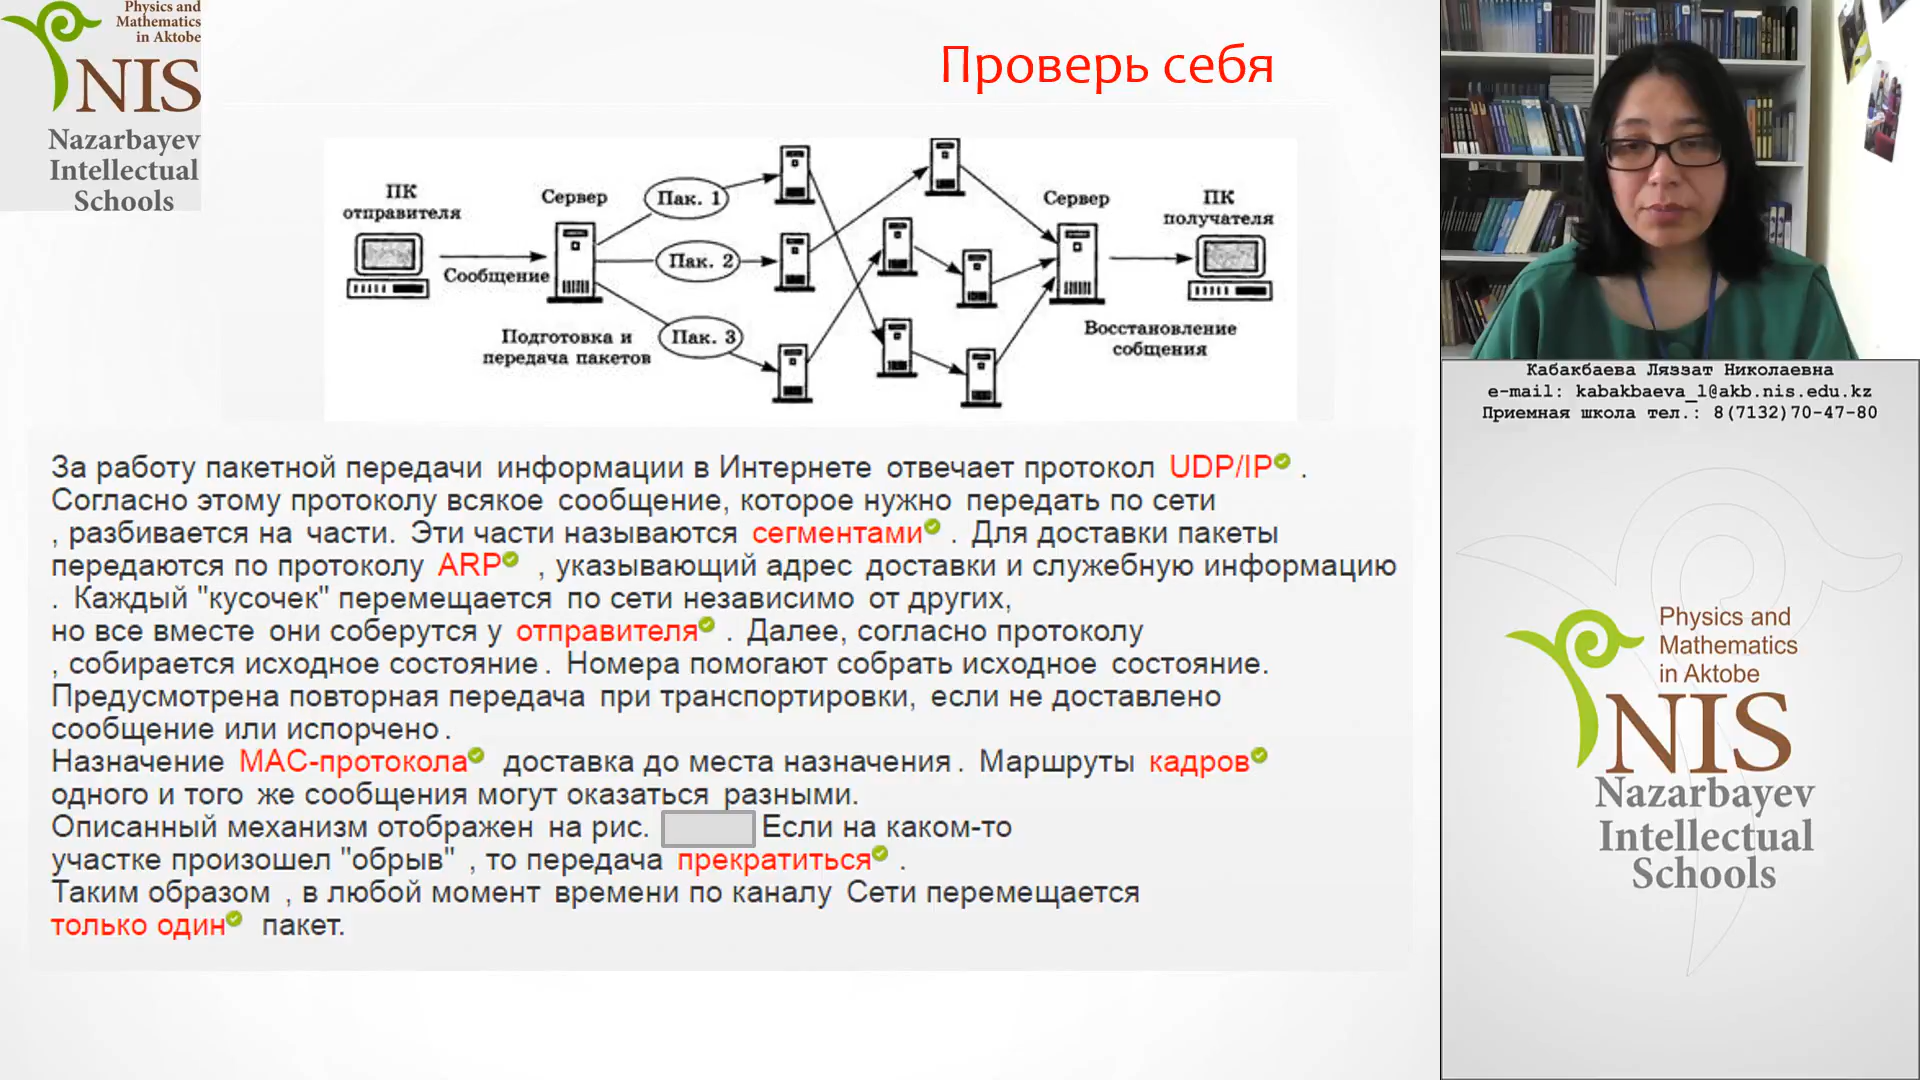 Physics and
Mathematics
in Aktobe
NIS
Nazarbayev
Intellectual
Schools
Проверь себя
ПК
отправителя
Сообщение
Сервер
Подготовка и
передача пакетов
Пак. 1
Пак. 2
Пак. 3
Сервер
Восстановление
собщения
ПК
получателя
За работу пакетной передачи информации в Интернете отвечает протокол UDP/IP .
Согласно этому протоколу всякое сообщение, которое нужно передать по сети
, разбивается на части. Эти части называются сегментами . Для доставки пакеты
передаются по протоколу ARP , указывающий адрес доставки и служебную информацию
. Каждый "кусочек" перемещается по сети независимо от других,
но все вместе они соберутся у отправителя . Далее, согласно протоколу
, собирается исходное состояние. Номера помогают собрать исходное состояние.
Предусмотрена повторная передача при транспортировки, если не доставлено
сообщение или испорчено.
Назначение МАС-протокола доставка до места назначения. Маршруты кадров
одного и того же сообщения могут оказаться разными.
Описанный механизм отображен на рис. Если на каком-то
участке произошел "обрыв" , то передача прекратиться .
Таким образом , в любой момент времени по каналу Сети перемещается
только один пакет.
Кабакбаева Ляззат Николаевна
e-mail: kabakbaeva_l@akb.nis.edu.kz
Приемная школа тел.: 8(7132)70-47-80
Physics and
Mathematics
in Aktobe
NIS
Nazarbayev
Intellectual
Schools